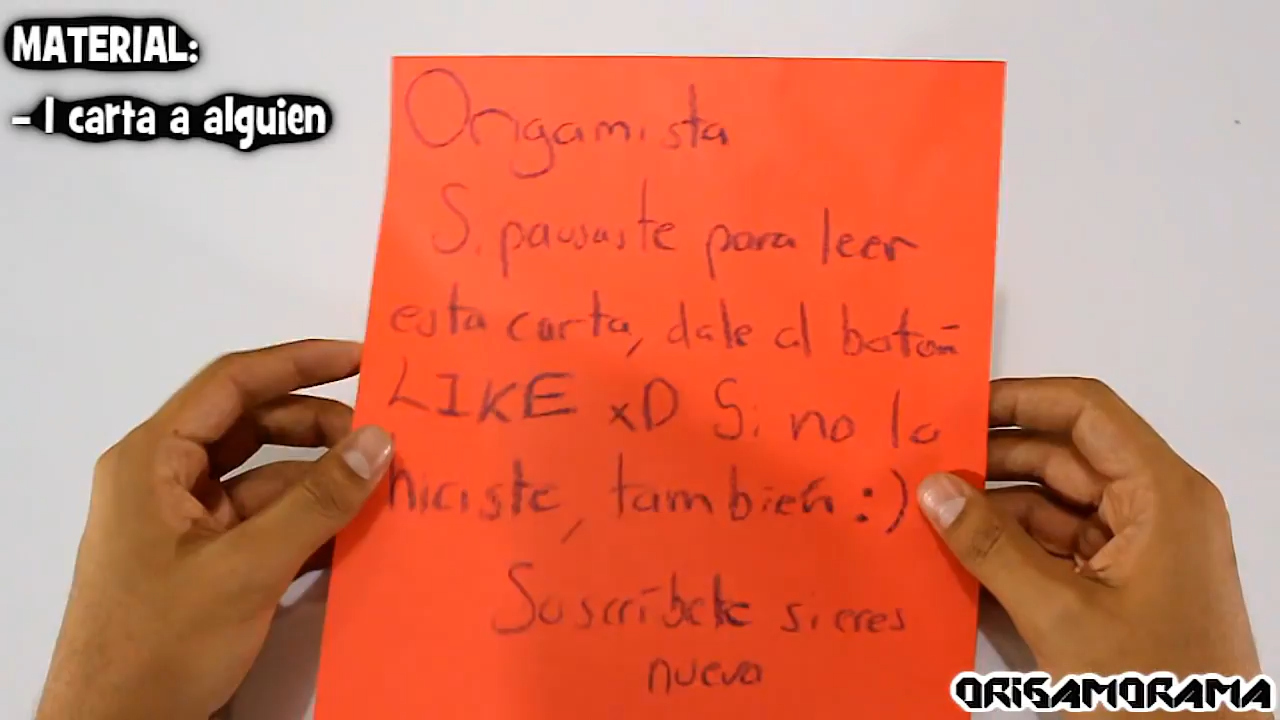 MATERIAL:
- 1 carta a alguien
Origamista
Si pausaste para leer
esta carta, dale al botón
LIKE xD Si no lo
hiciste, también :)
Suscríbete si eres
nuevo
ORIGAMORAMA